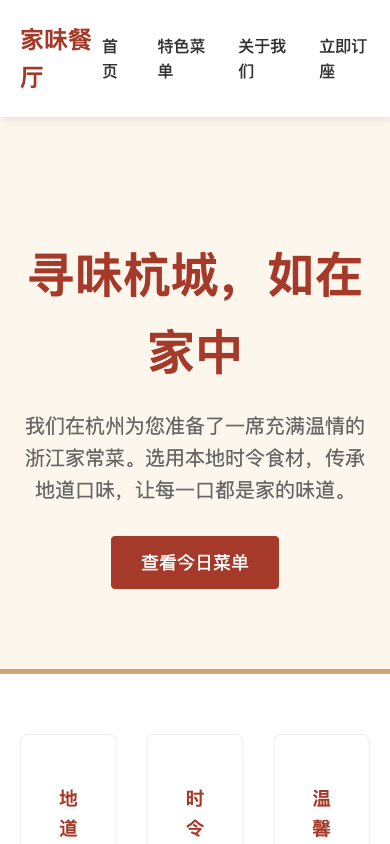 家味餐
厅
首
页
特色菜
单
关于我
们
立即订
座
寻味杭城，如在
家中
我们在杭州为您准备了一席充满温情的
浙江家常菜。选用本地时令食材，传承
地道口味，让每一口都是家的味道。
查看今日菜单
地
道
时
令
温
馨